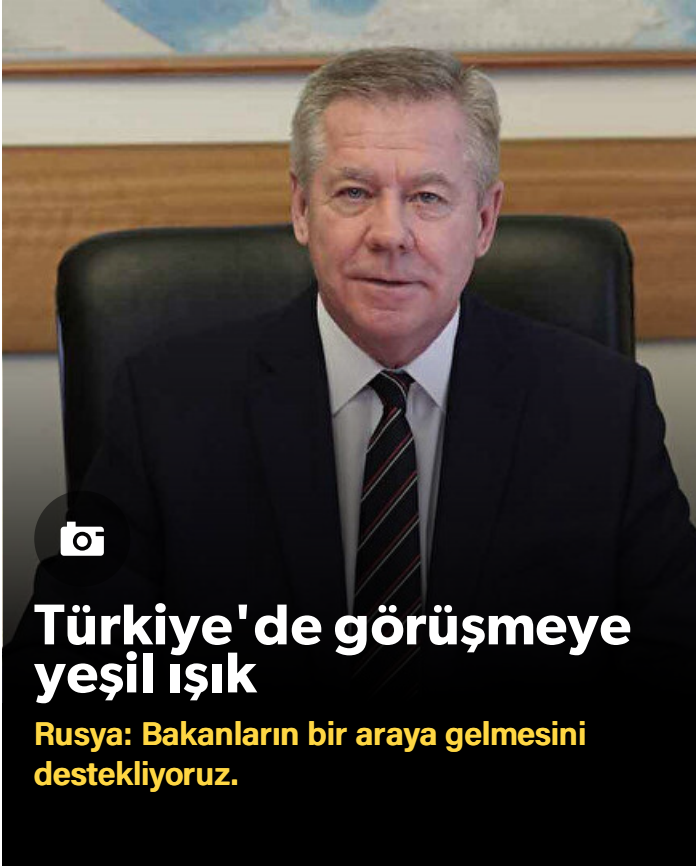 Türkiye'de görüşmeye
yeşil ışık
Rusya: Bakanların bir araya gelmesini
destekliyoruz.